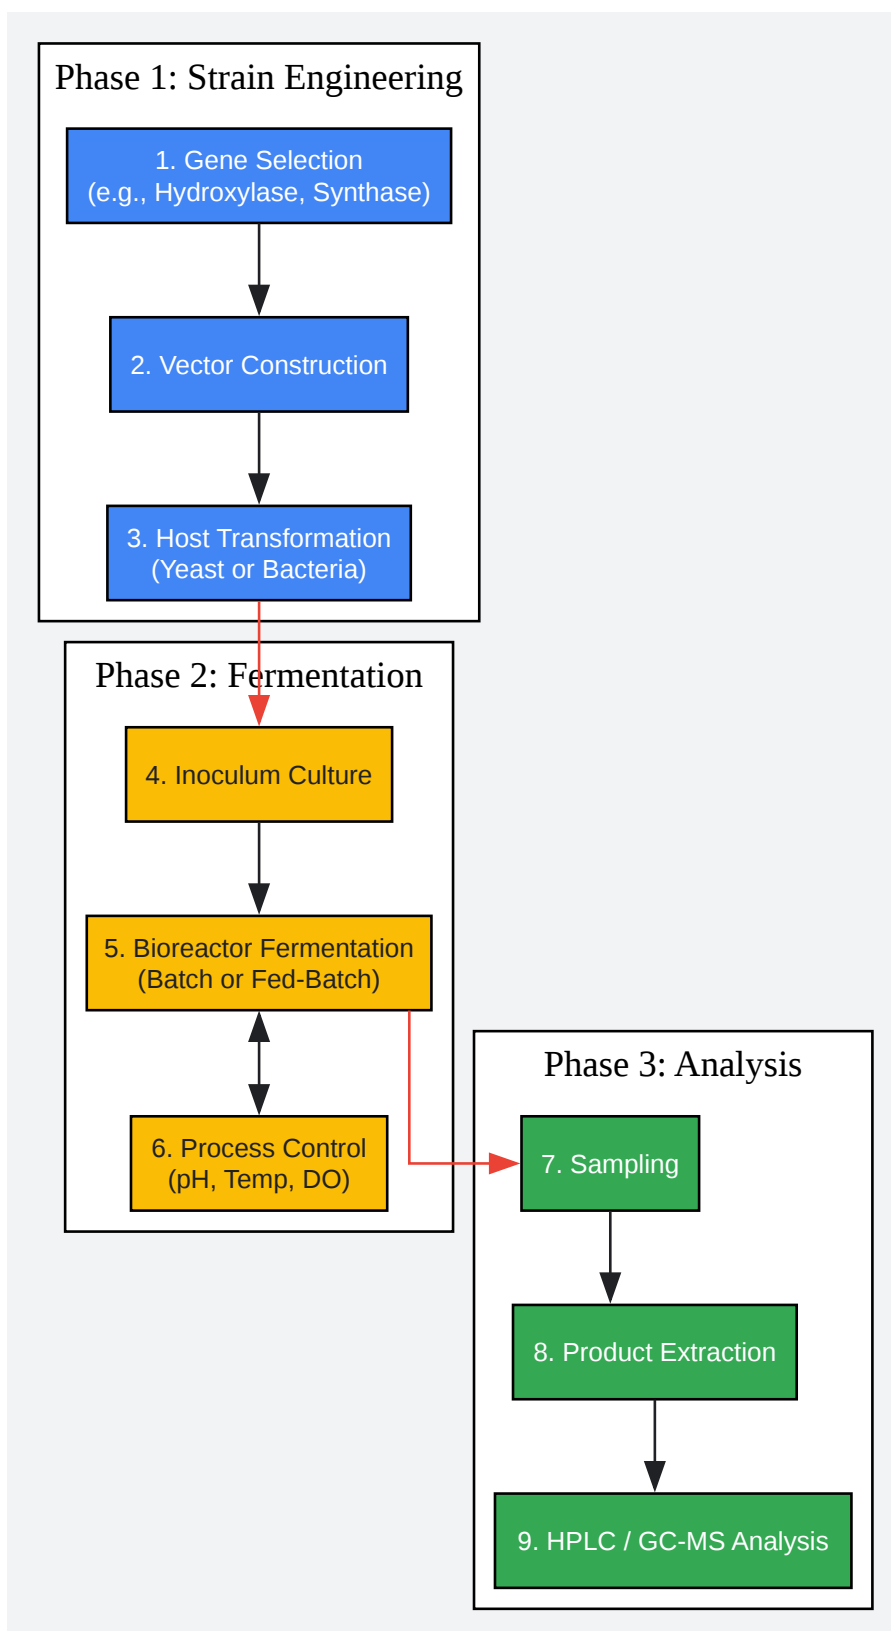 Phase 1: Strain Engineering
1. Gene Selection
(e.g., Hydroxylase, Synthase)
2. Vector Construction
3. Host Transformation
(Yeast or Bacteria)
Phase 2: Fermentation
4. Inoculum Culture
5. Bioreactor Fermentation
(Batch or Fed-Batch)
6. Process Control
(pH, Temp, DO)
Phase 3: Analysis
7. Sampling
8. Product Extraction
9. HPLC / GC-MS Analysis